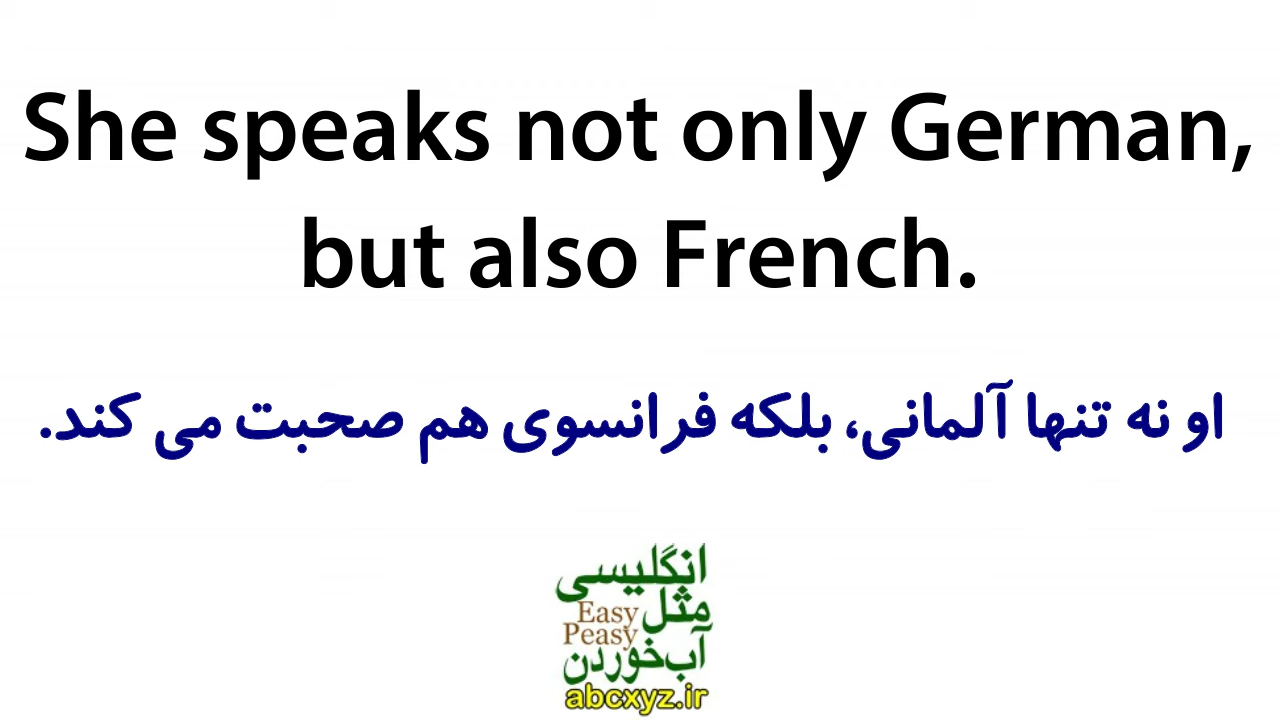 She speaks not only German,
but also French.
او نه تنها آلمانی، بلکه فرانسوی هم صحبت می کند.
انگلیسی
مثل
Easy
Peasy
آب‌خوردن
abcxyz.ir